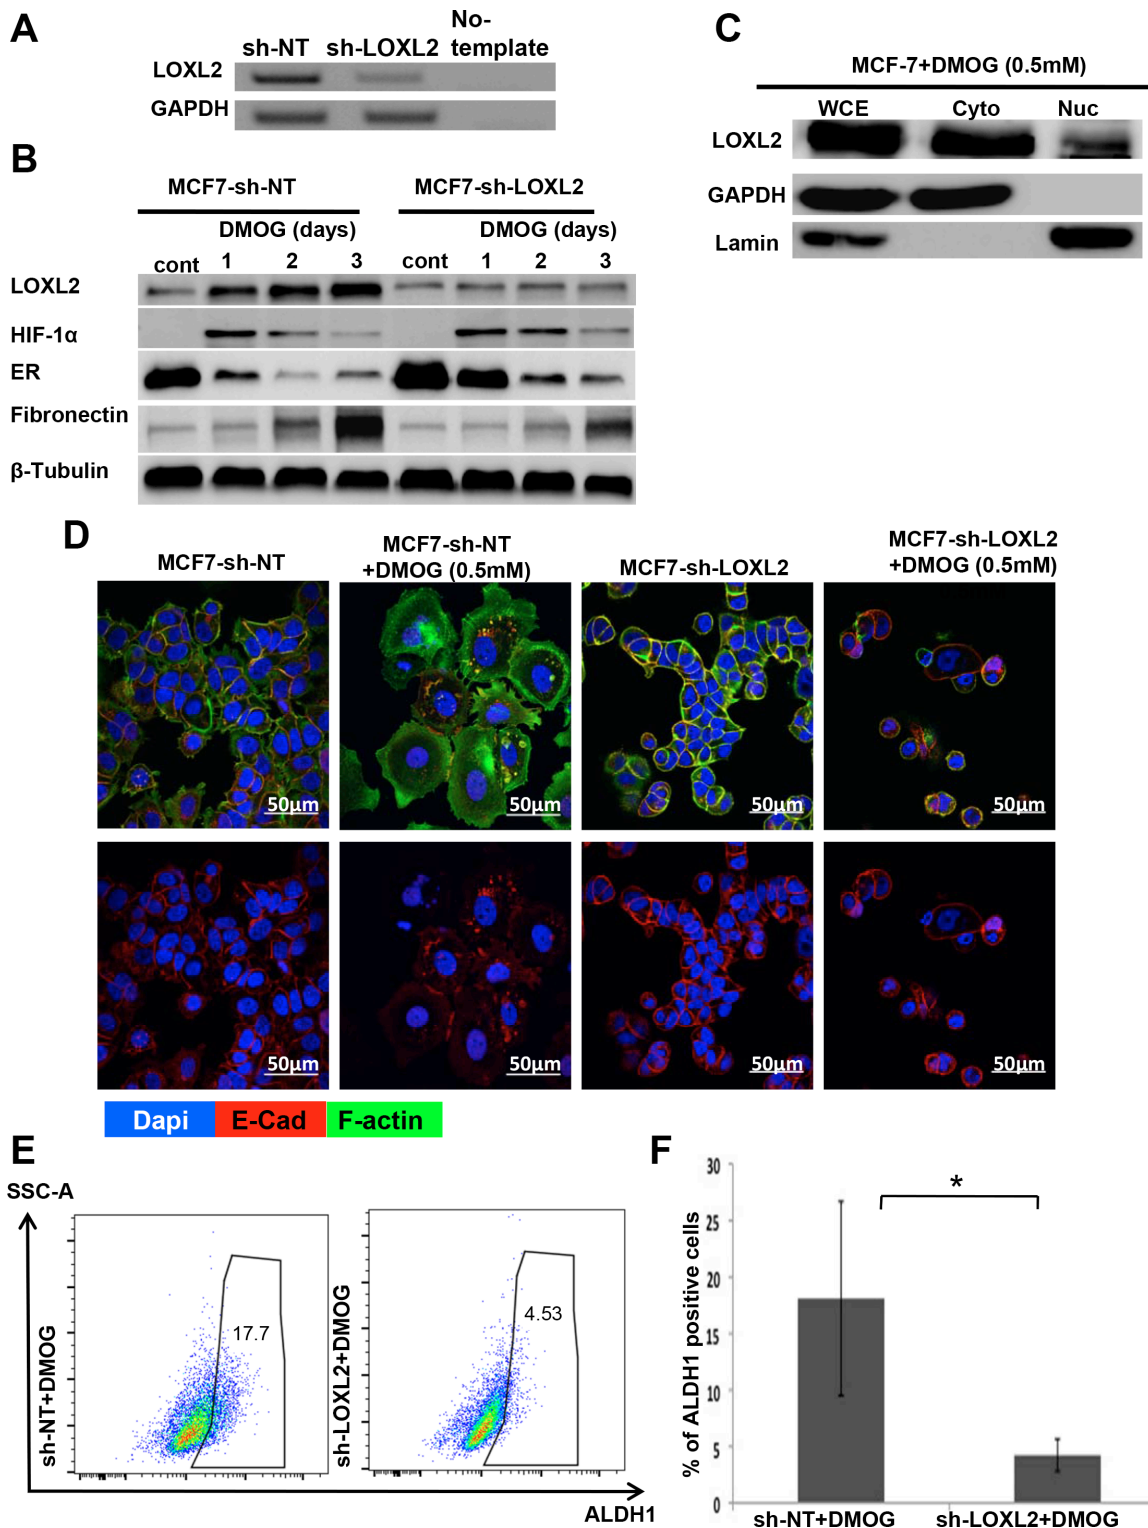 A
sh-NT sh-LOXL2 No-
template
LOXL2
GAPDH
B
MCF7-sh-NT MCF7-sh-LOXL2
DMOG (days) DMOG (days)
cont 1 2 3 cont 1 2 3
LOXL2
HIF-1α
ER
Fibronectin
β-Tubulin
C
MCF-7+DMOG (0.5mM)
WCE Cyto Nuc
LOXL2
GAPDH
Lamin
D
MCF7-sh-NT
MCF7-sh-NT
+DMOG (0.5mM)
MCF7-sh-LOXL2
MCF7-sh-LOXL2
+DMOG (0.5mM)
50µm 50µm 50µm 50µm
50µm 50µm 50µm 50µm
Dapi E-Cad F-actin
E
SSC-A
sh-NT+DMOG
17.7
sh-LOXL2+DMOG
4.53
ALDH1
F
% of ALDH1 positive cells
30
25
20
15
10
5
0
*
sh-NT+DMOG sh-LOXL2+DMOG